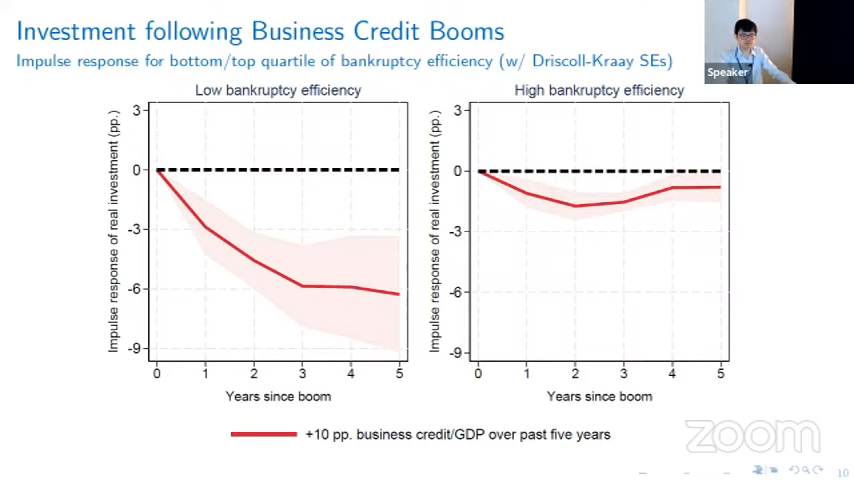 Investment following Business Credit Booms
Impulse response for bottom/top quartile of bankruptcy efficiency (w/ Driscoll-Kraay SEs)
Speaker
Low bankruptcy efficiency
Impulse response of real investment (pp.)
3
0
-3
-6
-9
0 1 2 3 4 5
Years since boom
High bankruptcy efficiency
Impulse response of real investment (pp.)
3
0
-3
-6
-9
0 1 2 3 4 5
Years since boom
+10 pp. business credit/GDP over past five years
zoom
10